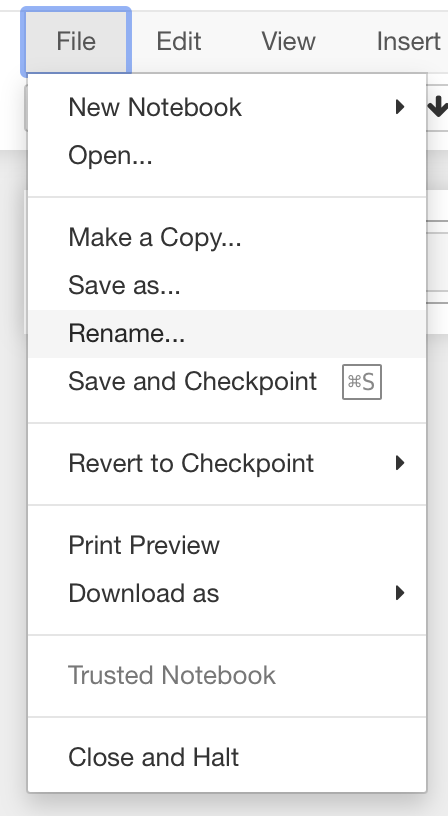 File Edit View Insert
New Notebook
Open...
Make a Copy...
Save as...
Rename...
Save and Checkpoint ⌘S
Revert to Checkpoint
Print Preview
Download as
Trusted Notebook
Close and Halt